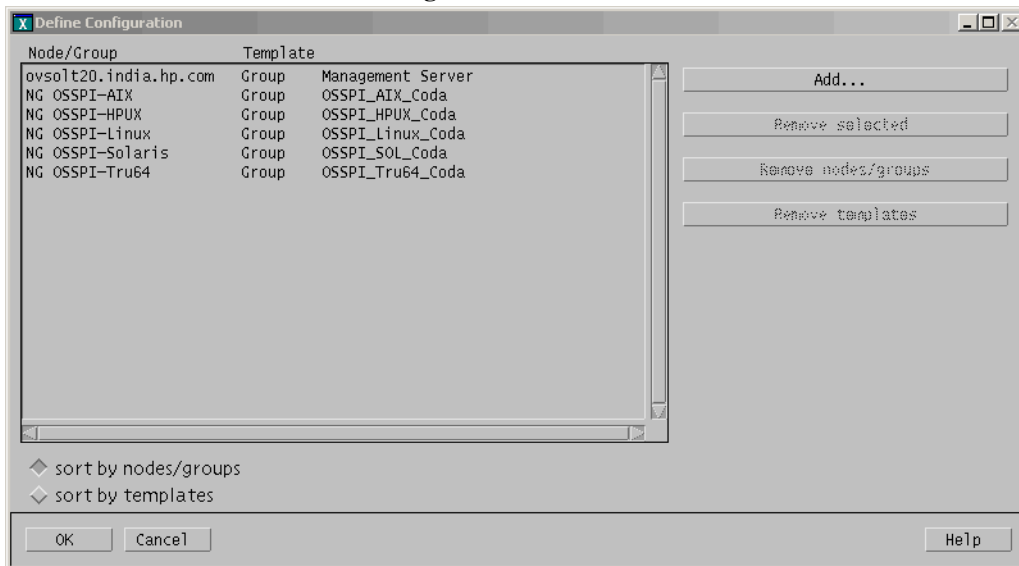 Define Configuration
Node/Group Template
ovsolt20.india.hp.com Group Management Server
NG OSSPI-AIX Group OSSPI_AIX_Coda
NG OSSPI-HPUX Group OSSPI_HPUX_Coda
NG OSSPI-Linux Group OSSPI_Linux_Coda
NG OSSPI-Solaris Group OSSPI_SOL_Coda
NG OSSPI-Tru64 Group OSSPI_Tru64_Coda
Add...
Remove selected
Remove nodes/groups
Remove templates
sort by nodes/groups
sort by templates
OK Cancel Help